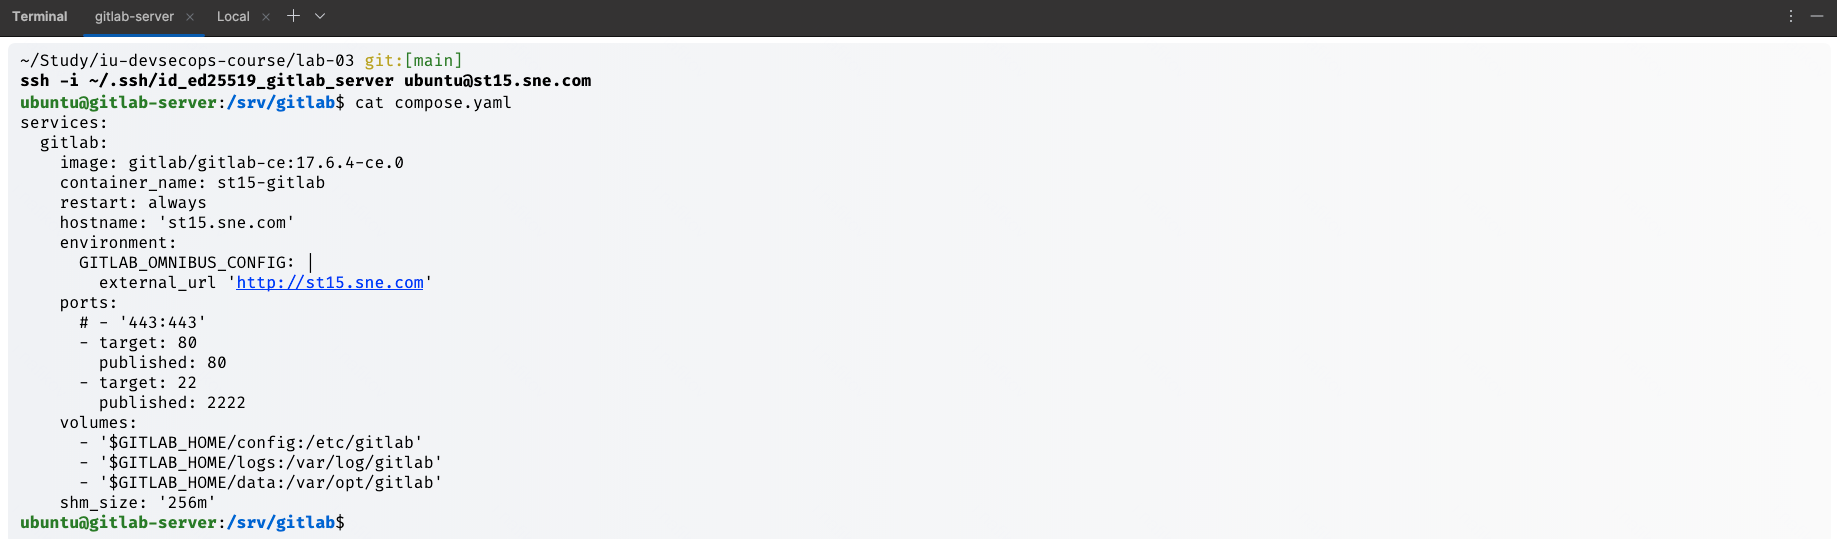 Terminal gitlab-server × Local ×
~/Study/iu-devsecops-course/lab-03 git:[main]
ssh -i ~/.ssh/id_ed25519_gitlab_server ubuntu@st15.sne.com
ubuntu@gitlab-server:/srv/gitlab$ cat compose.yaml
services:
  gitlab:
    image: gitlab/gitlab-ce:17.6.4-ce.0
    container_name: st15-gitlab
    restart: always
    hostname: 'st15.sne.com'
    environment:
      GITLAB_OMNIBUS_CONFIG: |
        external_url 'http://st15.sne.com'
    ports:
      # - '443:443'
      - target: 80
        published: 80
      - target: 22
        published: 2222
    volumes:
      - '$GITLAB_HOME/config:/etc/gitlab'
      - '$GITLAB_HOME/logs:/var/log/gitlab'
      - '$GITLAB_HOME/data:/var/opt/gitlab'
    shm_size: '256m'
ubuntu@gitlab-server:/srv/gitlab$